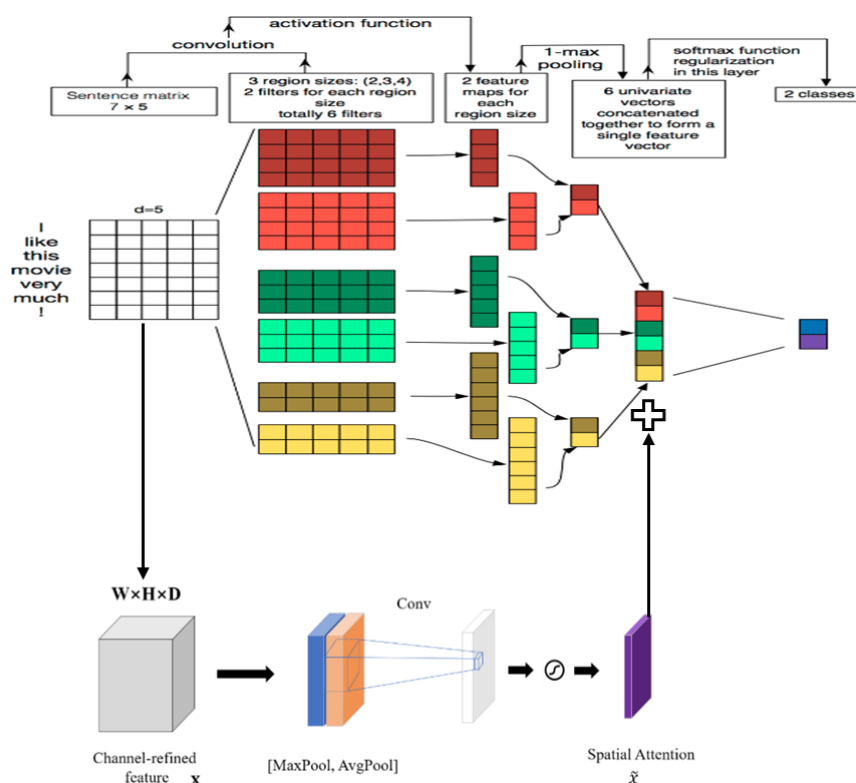 activation function
convolution
1-max
pooling
softmax function
regularization
in this layer
Sentence matrix
7 × 5
3 region sizes: (2,3,4)
2 filters for each region
size
totally 6 filters
2 feature
maps for
each
region size
6 univariate
vectors
concatenated
together to form a
single feature
vector
2 classes
d=5
I
like
this
movie
very
much
!
W×H×D
Conv
Channel-refined
feature x
[MaxPool, AvgPool]
Spatial Attention
x̃